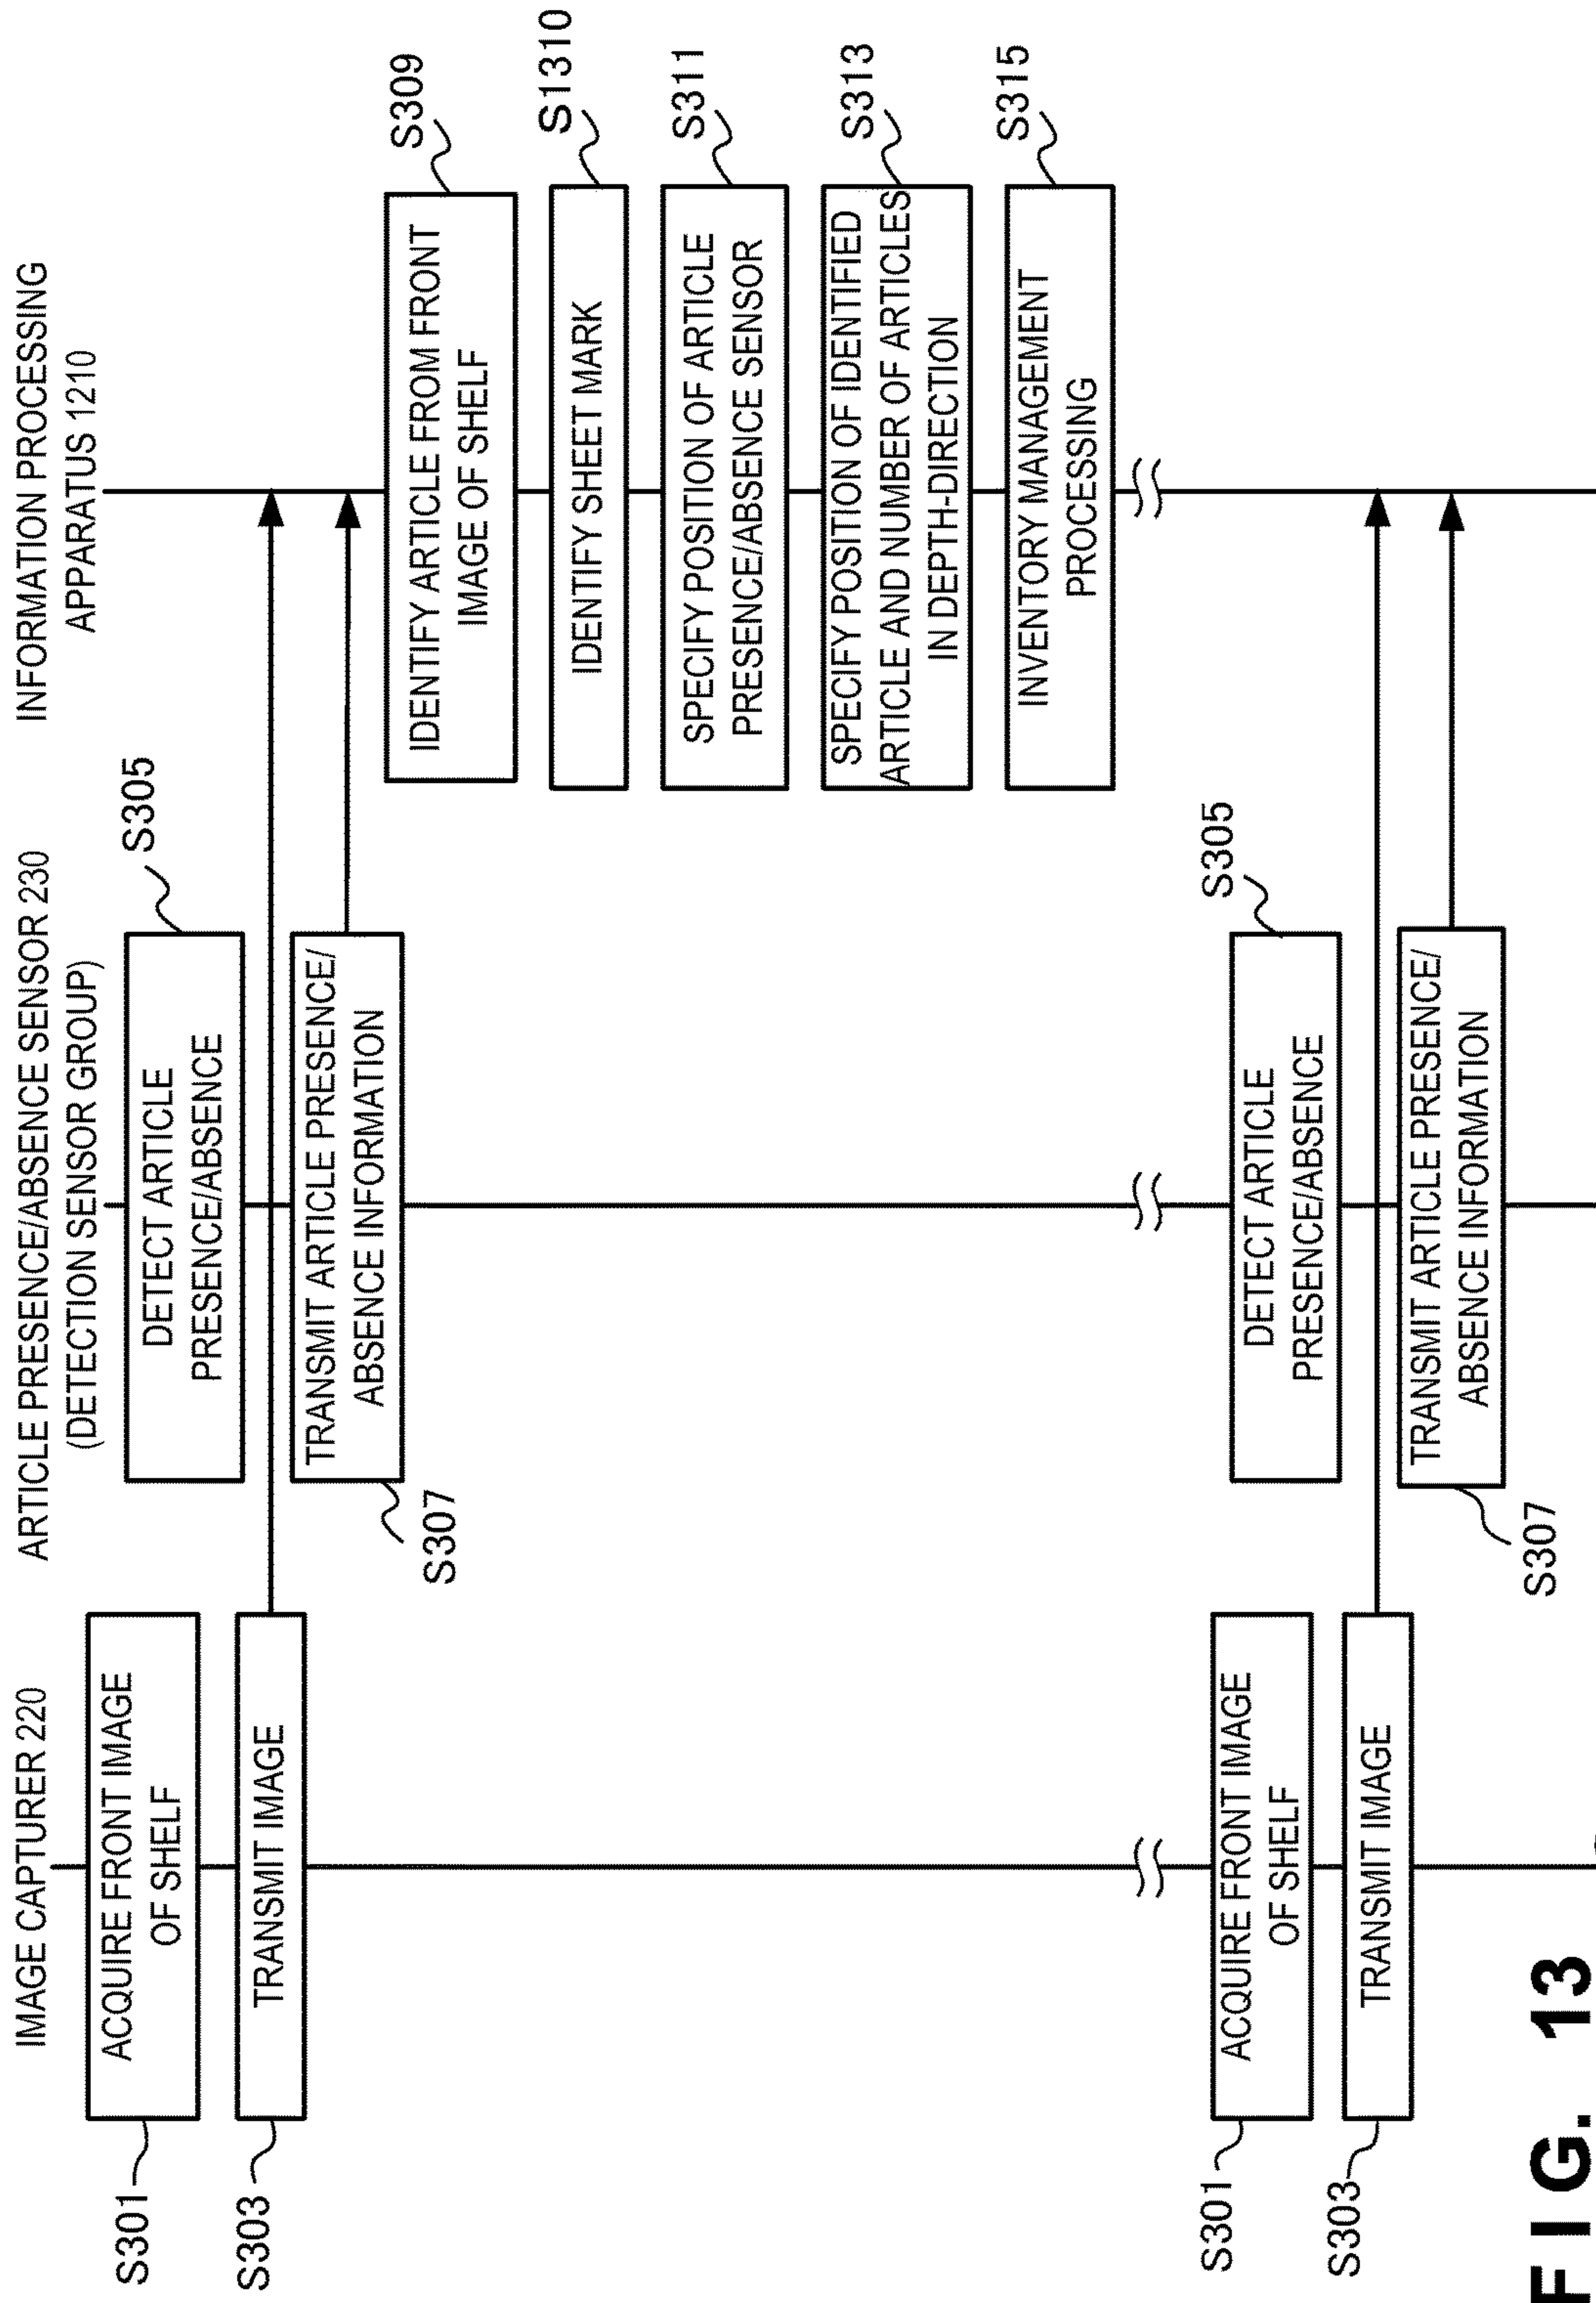 IMAGE CAPTURER 220
ARTICLE PRESENCE/ABSENCE SENSOR 230
(DETECTION SENSOR GROUP)
INFORMATION PROCESSING
APPARATUS 1210
S301
ACQUIRE FRONT IMAGE
OF SHELF
S305
DETECT ARTICLE
PRESENCE/ABSENCE
S303
TRANSMIT IMAGE
S307
TRANSMIT ARTICLE PRESENCE/
ABSENCE INFORMATION
S309
IDENTIFY ARTICLE FROM FRONT
IMAGE OF SHELF
S1310
IDENTIFY SHEET MARK
S311
SPECIFY POSITION OF ARTICLE
PRESENCE/ABSENCE SENSOR
S313
SPECIFY POSITION OF IDENTIFIED
ARTICLE AND NUMBER OF ARTICLES
IN DEPTH-DIRECTION
S315
INVENTORY MANAGEMENT
PROCESSING
S301
ACQUIRE FRONT IMAGE
OF SHELF
S305
DETECT ARTICLE
PRESENCE/ABSENCE
S303
TRANSMIT IMAGE
S307
TRANSMIT ARTICLE PRESENCE/
ABSENCE INFORMATION
FIG. 13